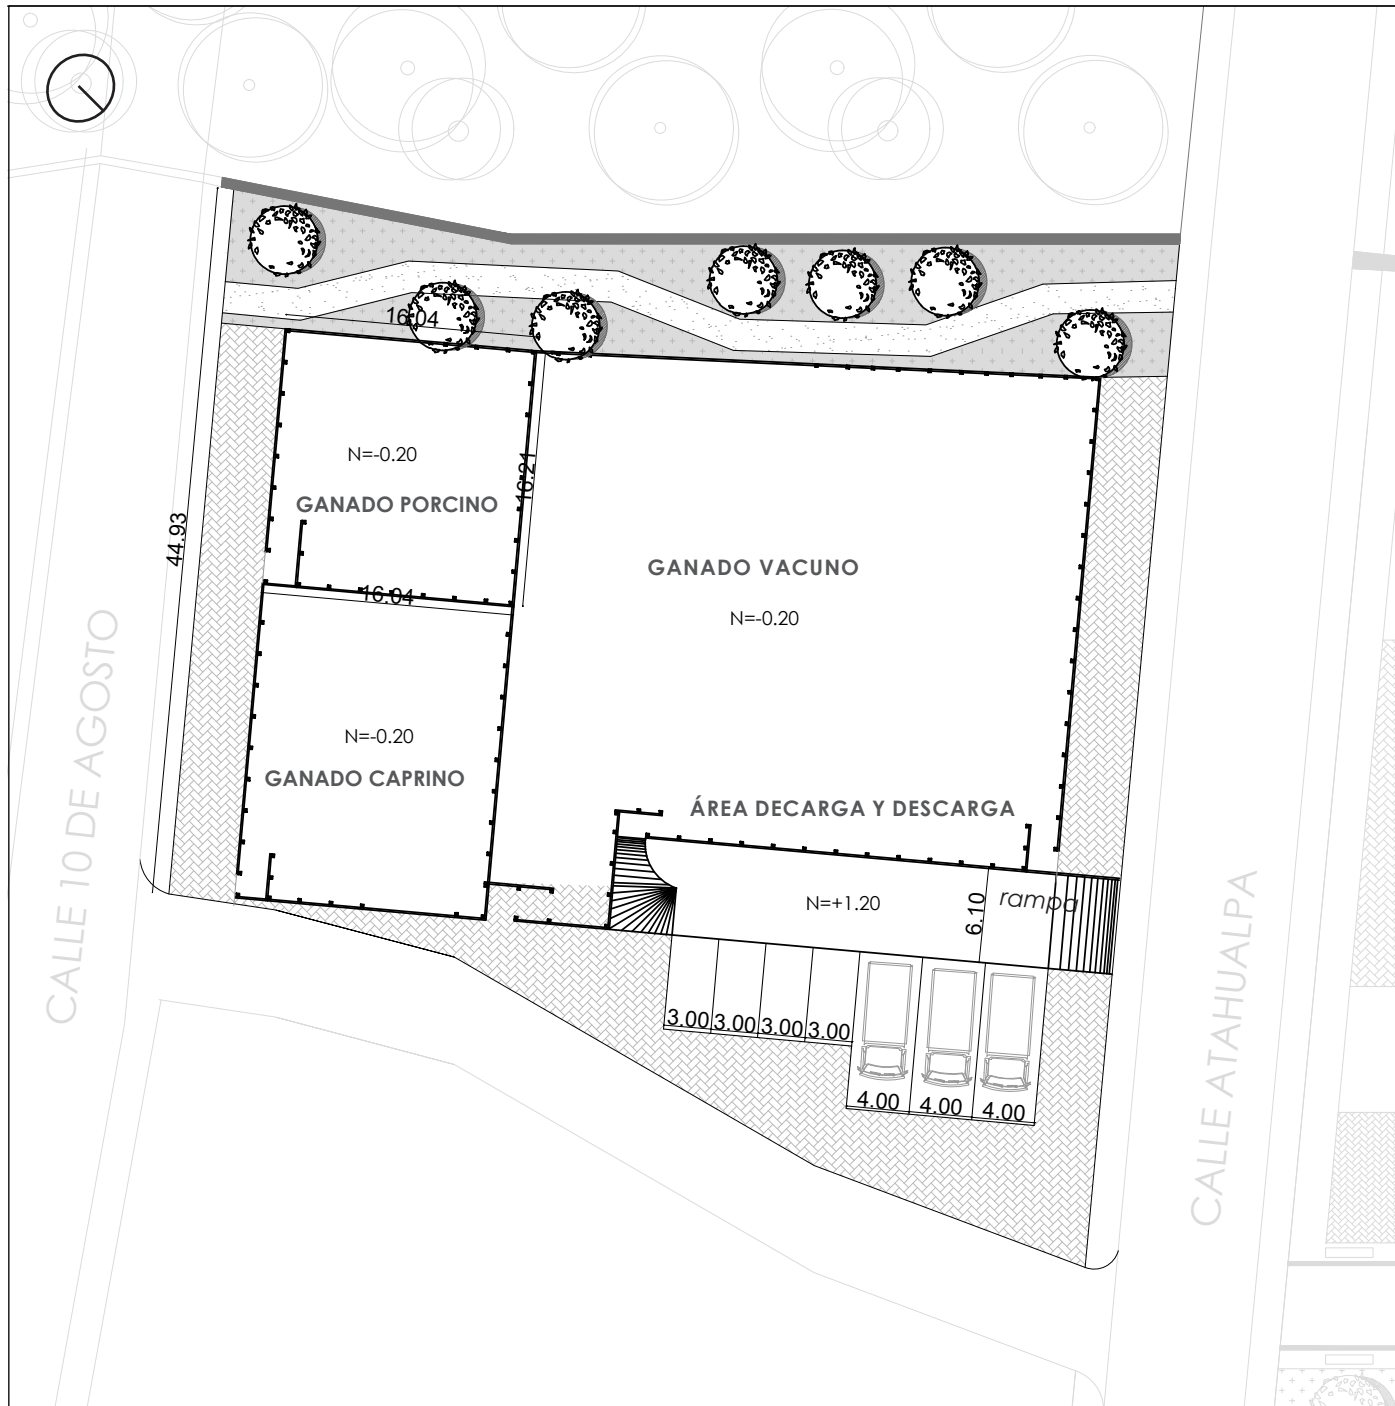 16.04
N=-0.20
16.21
GANADO PORCINO
44.93
GANADO VACUNO
16.04
N=-0.20
N=-0.20
GANADO CAPRINO
ÁREA DECARGA Y DESCARGA
CALLE 10 DE AGOSTO
N=+1.20
6.10
rampa
3.00
3.00
3.00
3.00
4.00
4.00
4.00
CALLE ATAHUALPA